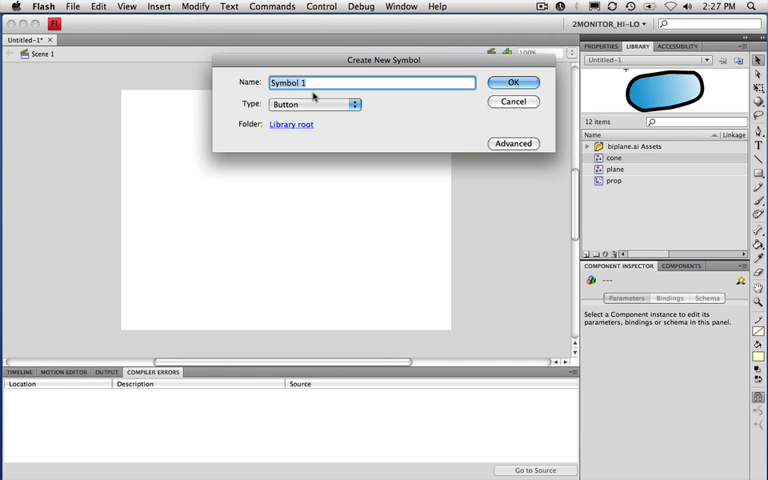 Flash File Edit View Insert Modify Text Commands Control Debug Window Help 2:27 PM
Fl 2MONITOR_HI-LO
Untitled-1*
Scene 1 100%
Create New Symbol
Name: Symbol 1 OK
Type: Button Cancel
Folder: Library root
Advanced
PROPERTIES LIBRARY ACCESSIBILITY
Untitled-1
12 items
Name Linkage
biplane.ai Assets
cone
plane
prop
COMPONENT INSPECTOR COMPONENTS
---
Parameters Bindings Schema
Select a Component instance to edit its
parameters, bindings or schema in this panel.
TIMELINE MOTION EDITOR OUTPUT COMPILER ERRORS
Location Description Source
Go to Source